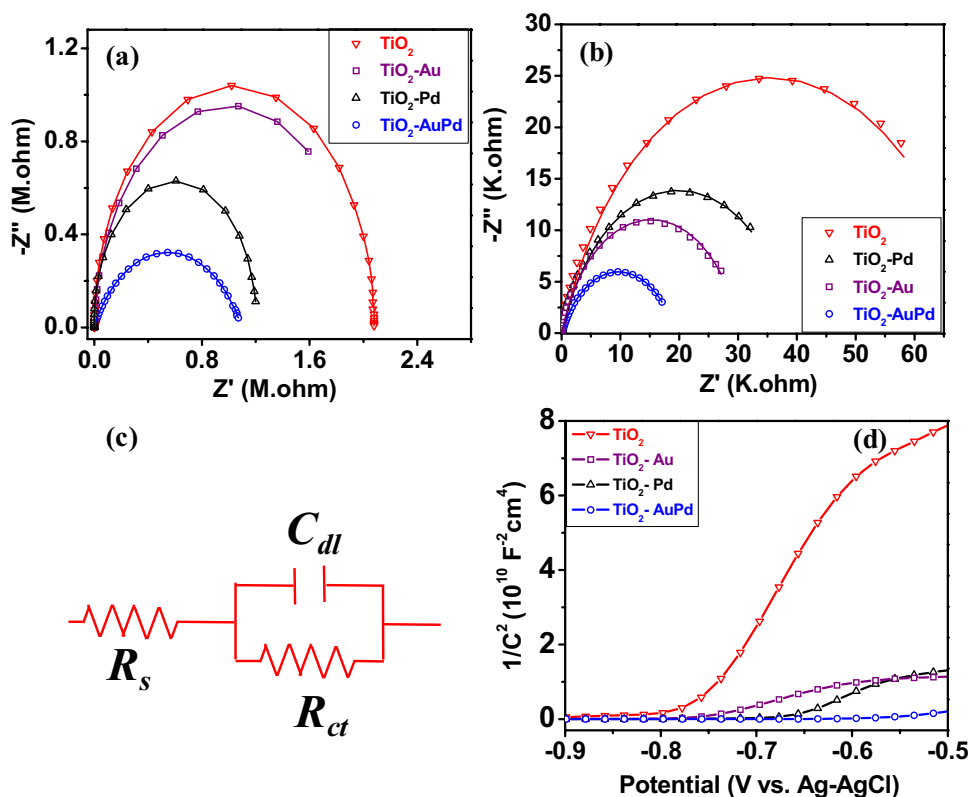 (a)
TiO2
TiO2-Au
TiO2-Pd
TiO2-AuPd
1.2
0.8
0.4
0.0
-Z'' (M.ohm)
0.0 0.8 1.6 2.4
Z' (M.ohm)
(b)
30
25
20
15
10
5
0
-Z'' (K.ohm)
TiO2
TiO2-Pd
TiO2-Au
TiO2-AuPd
0 10 20 30 40 50 60
Z' (K.ohm)
(c)
Cdl
Rs
Rct
(d)
TiO2
TiO2- Au
TiO2- Pd
TiO2- AuPd
8
6
4
2
0
1/C2 (1010 F-2cm4)
-0.9 -0.8 -0.7 -0.6 -0.5
Potential (V vs. Ag-AgCl)